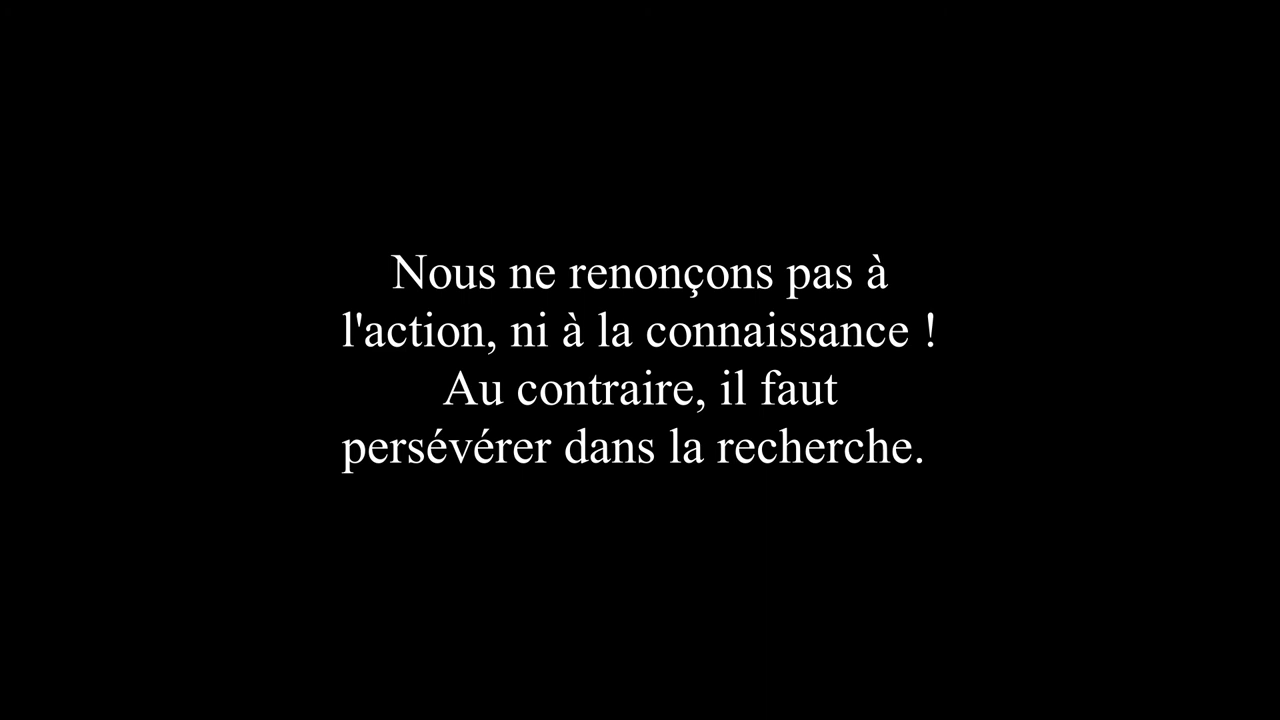 Nous ne renonçons pas à
l'action, ni à la connaissance !
Au contraire, il faut
persévérer dans la recherche.